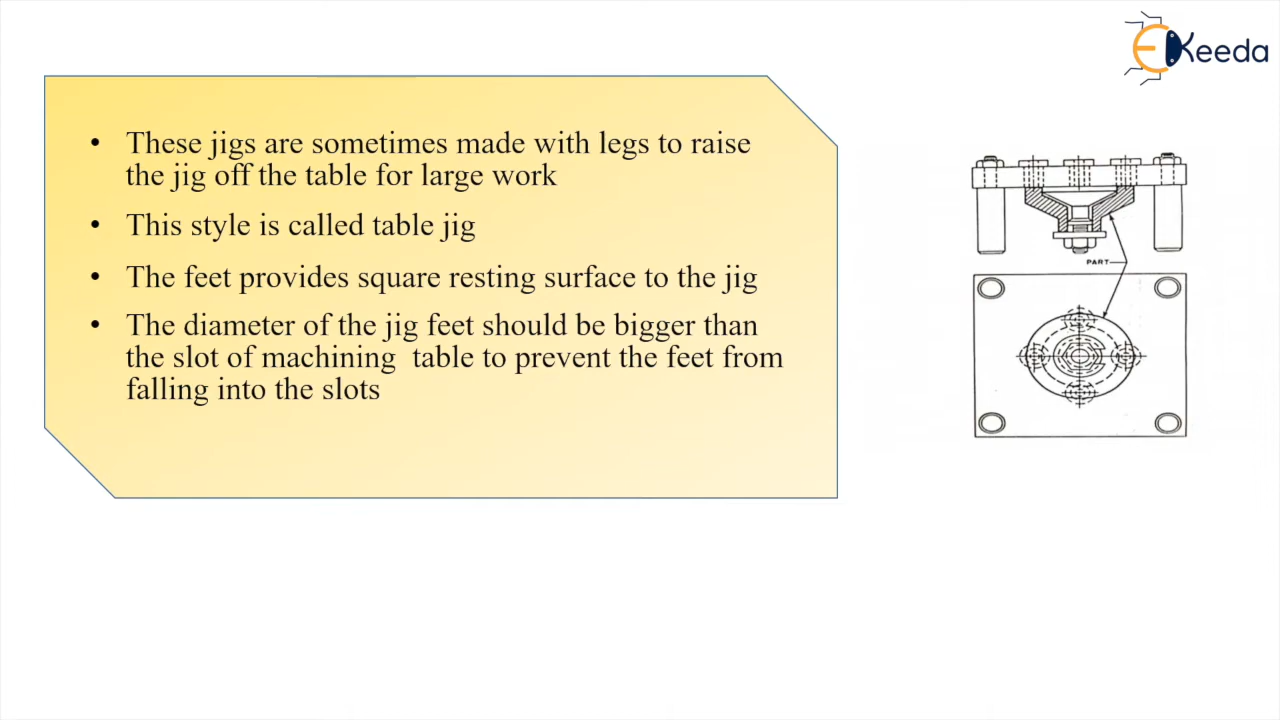 EKeeda
• These jigs are sometimes made with legs to raise
the jig off the table for large work
• This style is called table jig
• The feet provides square resting surface to the jig
• The diameter of the jig feet should be bigger than
the slot of machining table to prevent the feet from
falling into the slots
PART